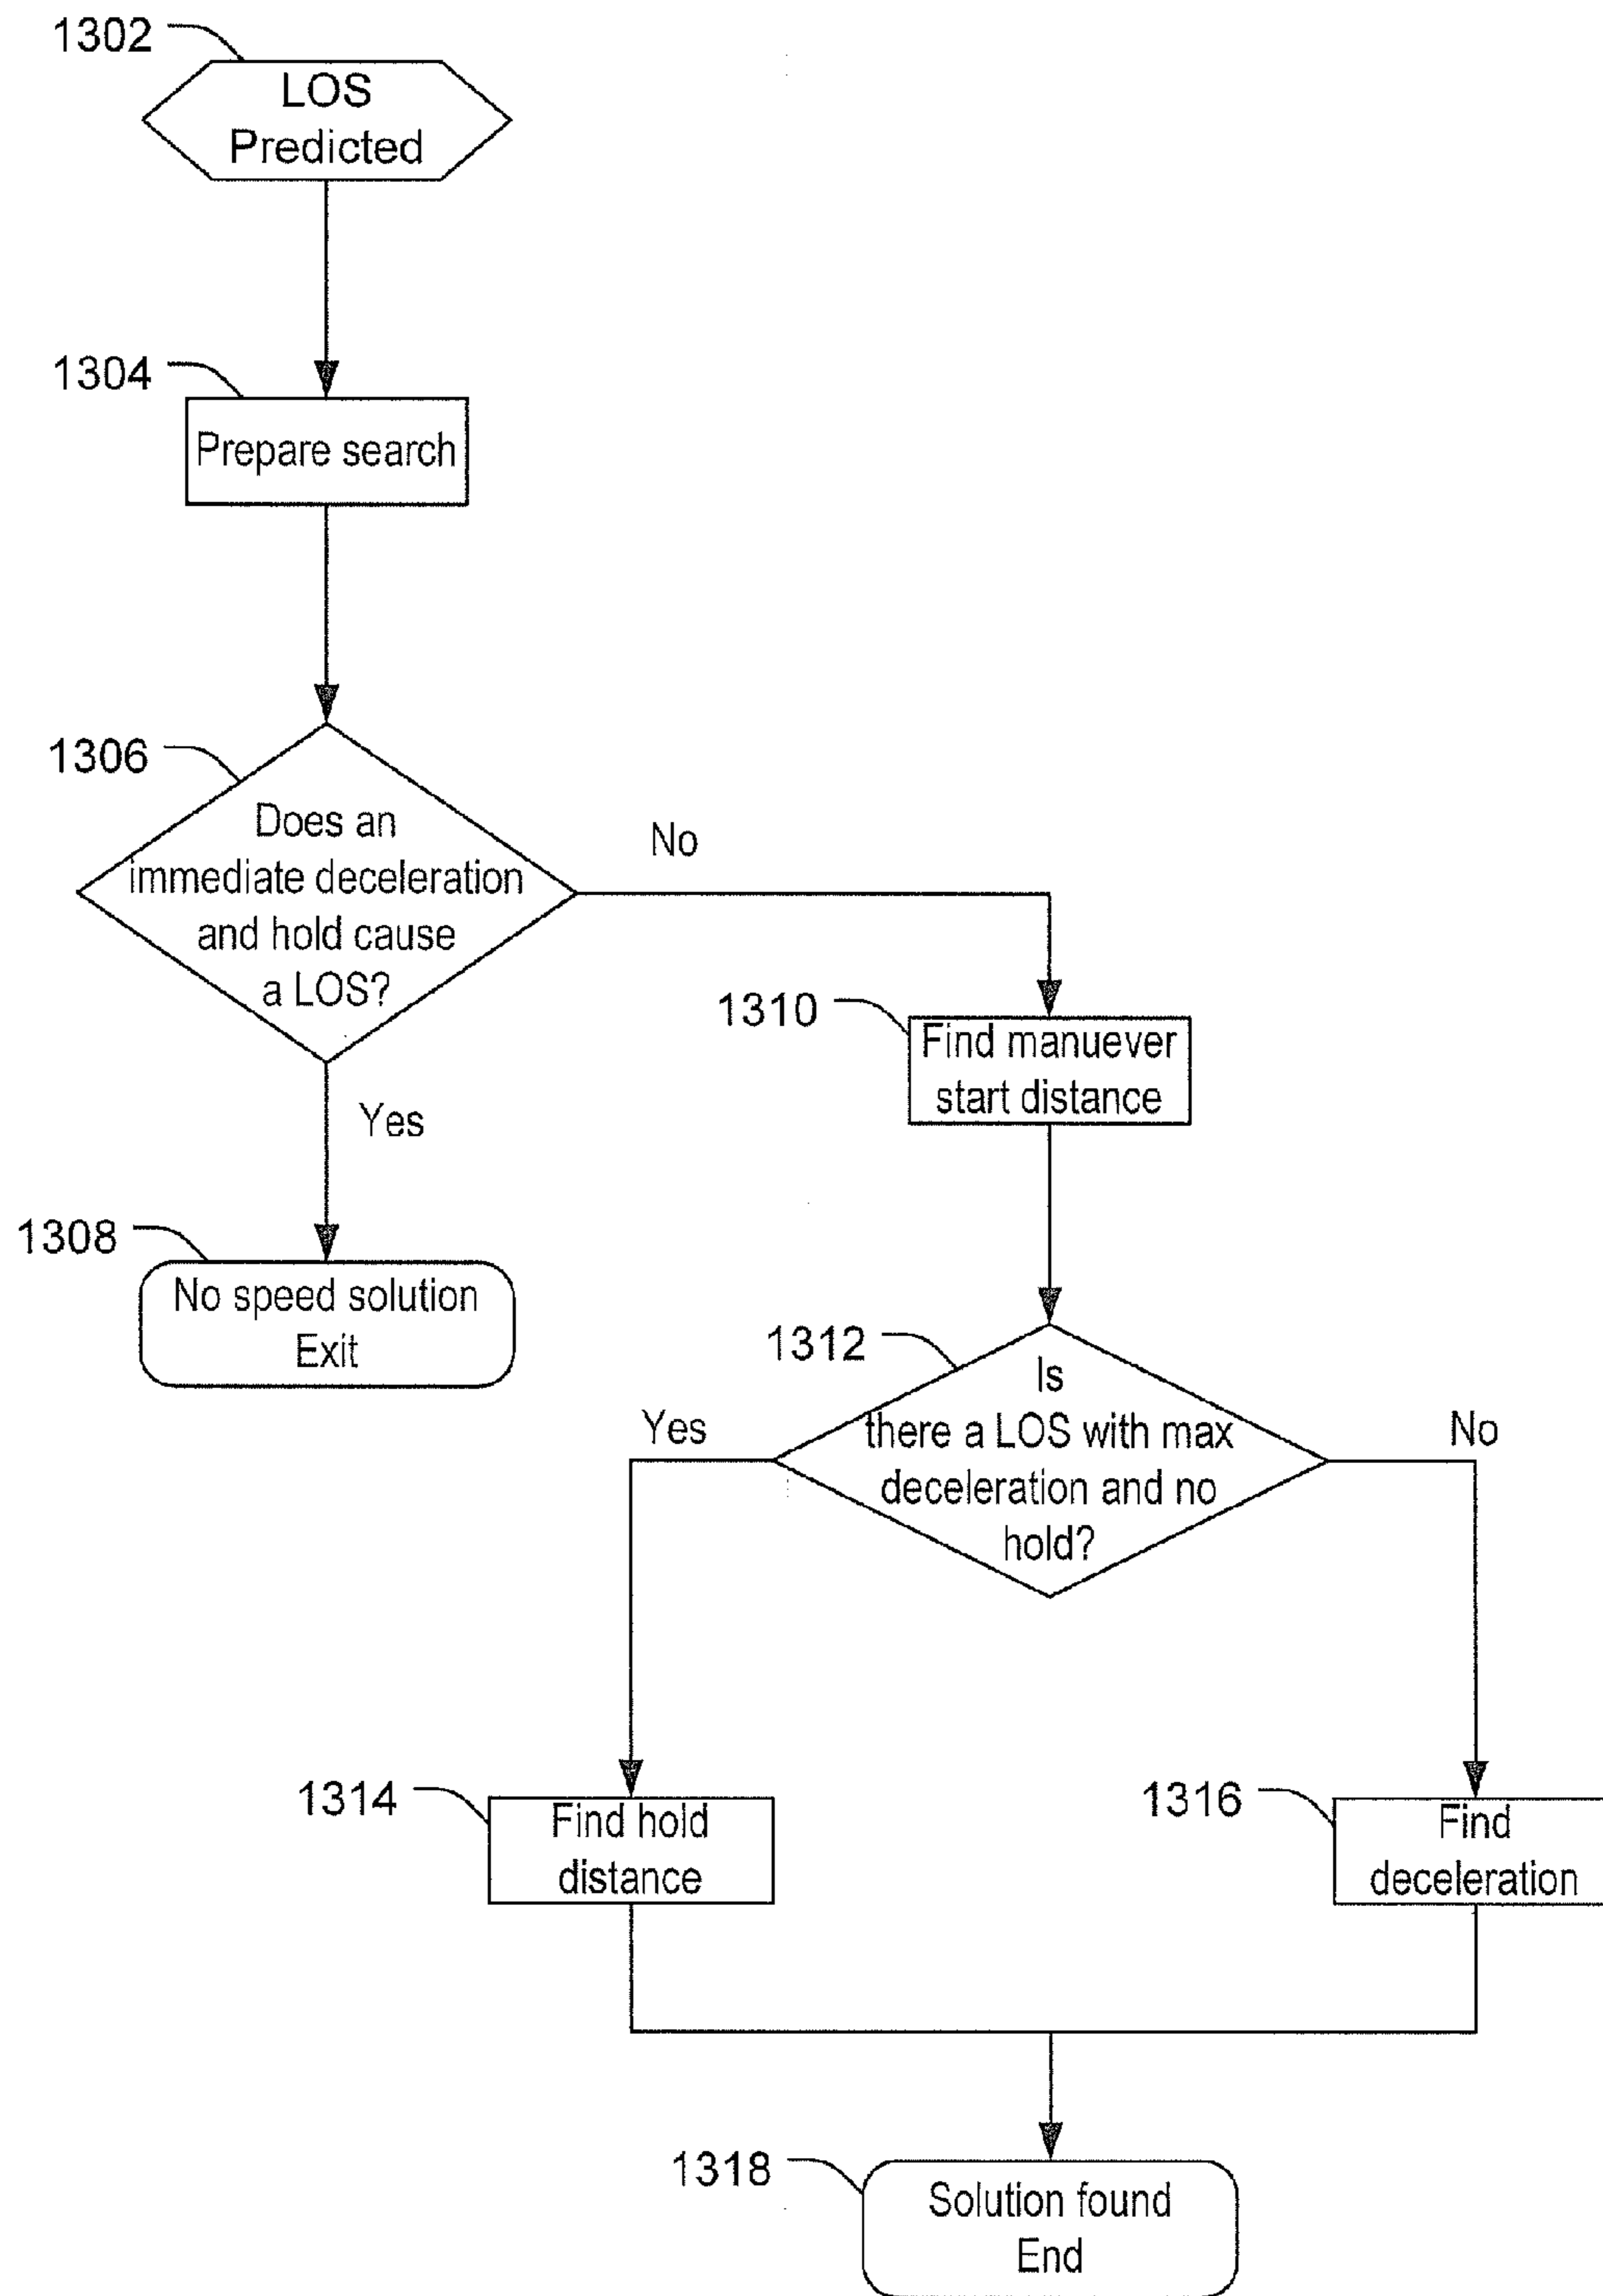 1302
LOS
Predicted
1304
Prepare search
1306
Does an
immediate deceleration
and hold cause
a LOS?
No
Yes
1308
No speed solution
Exit
1310
Find manuever
start distance
1312
Is
there a LOS with max
deceleration and no
hold?
Yes
No
1314
Find hold
distance
1316
Find
deceleration
1318
Solution found
End